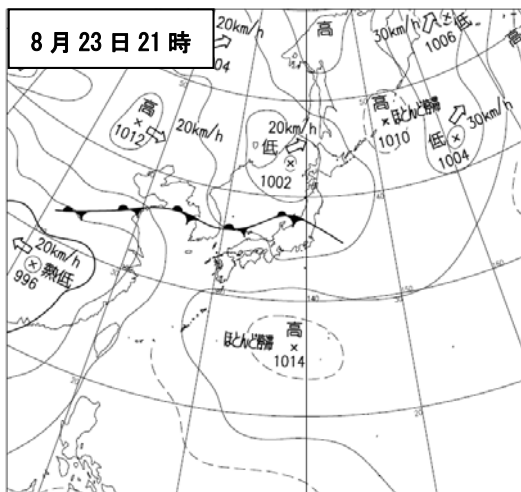 8月23日21時
20km/h
04
高
30km/h
低
1006
高
高
1012
20km/h
20km/h
低
1002
高
ほとんど停滞
1010
低
30km/h
1004
20km/h
熱低
996
高
ほとんど停滞
1014
140